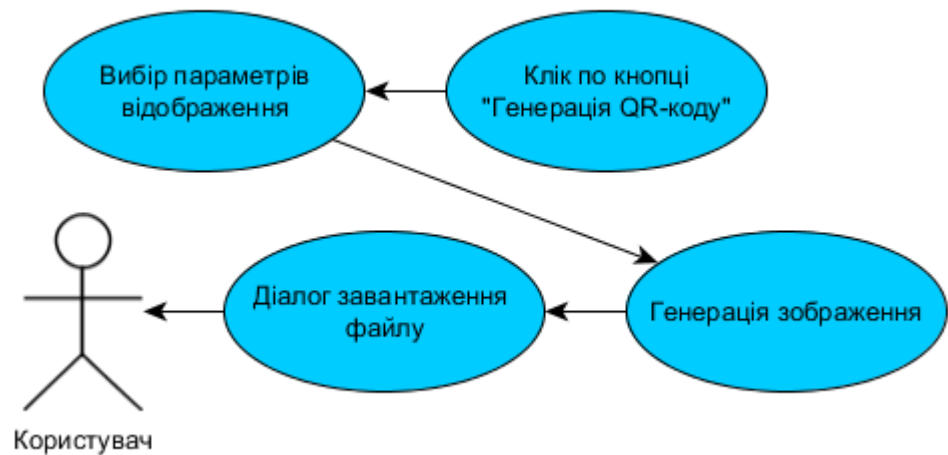 Вибір параметрів
відображення
Клік по кнопці
"Генерація QR-коду"
Діалог завантаження
файлу
Генерація зображення
Користувач